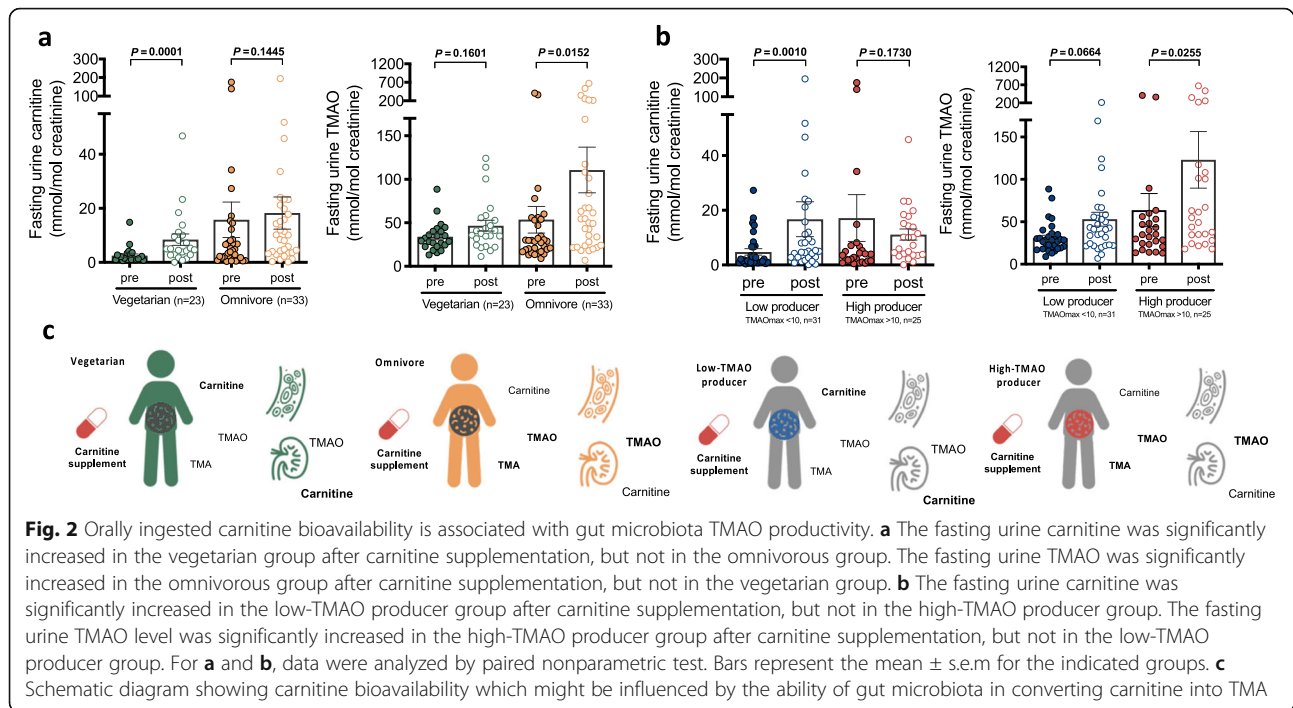 a
P = 0.0001
P = 0.1445
300
200
100
40
20
0
Fasting urine carnitine
(mmol/mol creatinine)
pre
post
pre
post
Vegetarian (n=23)
Omnivore (n=33)
P = 0.1601
P = 0.0152
1200
700
200
150
100
50
0
Fasting urine TMAO
(mmol/mol creatinine)
pre
post
pre
post
Vegetarian (n=23)
Omnivore (n=33)
b
P = 0.0010
P = 0.1730
300
200
100
40
20
0
Fasting urine carnitine
(mmol/mol creatinine)
pre
post
pre
post
Low producer
TMAOmax <10, n=31
High producer
TMAOmax >10, n=25
P = 0.0664
P = 0.0255
1200
700
200
150
100
50
0
Fasting urine TMAO
(mmol/mol creatinine)
pre
post
pre
post
Low producer
TMAOmax <10, n=31
High producer
TMAOmax >10, n=25
c
Vegetarian
Carnitine
TMAO
TMA
Carnitine
supplement
TMAO
Carnitine
Omnivore
Carnitine
TMAO
TMA
Carnitine
supplement
TMAO
Carnitine
Low-TMAO
producer
Carnitine
TMAO
TMA
Carnitine
supplement
TMAO
Carnitine
High-TMAO
producer
Carnitine
TMAO
TMA
Carnitine
supplement
TMAO
Carnitine
Fig. 2 Orally ingested carnitine bioavailability is associated with gut microbiota TMAO productivity. a The fasting urine carnitine was significantly
increased in the vegetarian group after carnitine supplementation, but not in the omnivorous group. The fasting urine TMAO was significantly
increased in the omnivorous group after carnitine supplementation, but not in the vegetarian group. b The fasting urine carnitine was
significantly increased in the low-TMAO producer group after carnitine supplementation, but not in the high-TMAO producer group. The fasting
urine TMAO level was significantly increased in the high-TMAO producer group after carnitine supplementation, but not in the low-TMAO
producer group. For a and b, data were analyzed by paired nonparametric test. Bars represent the mean ± s.e.m for the indicated groups. c
Schematic diagram showing carnitine bioavailability which might be influenced by the ability of gut microbiota in converting carnitine into TMA